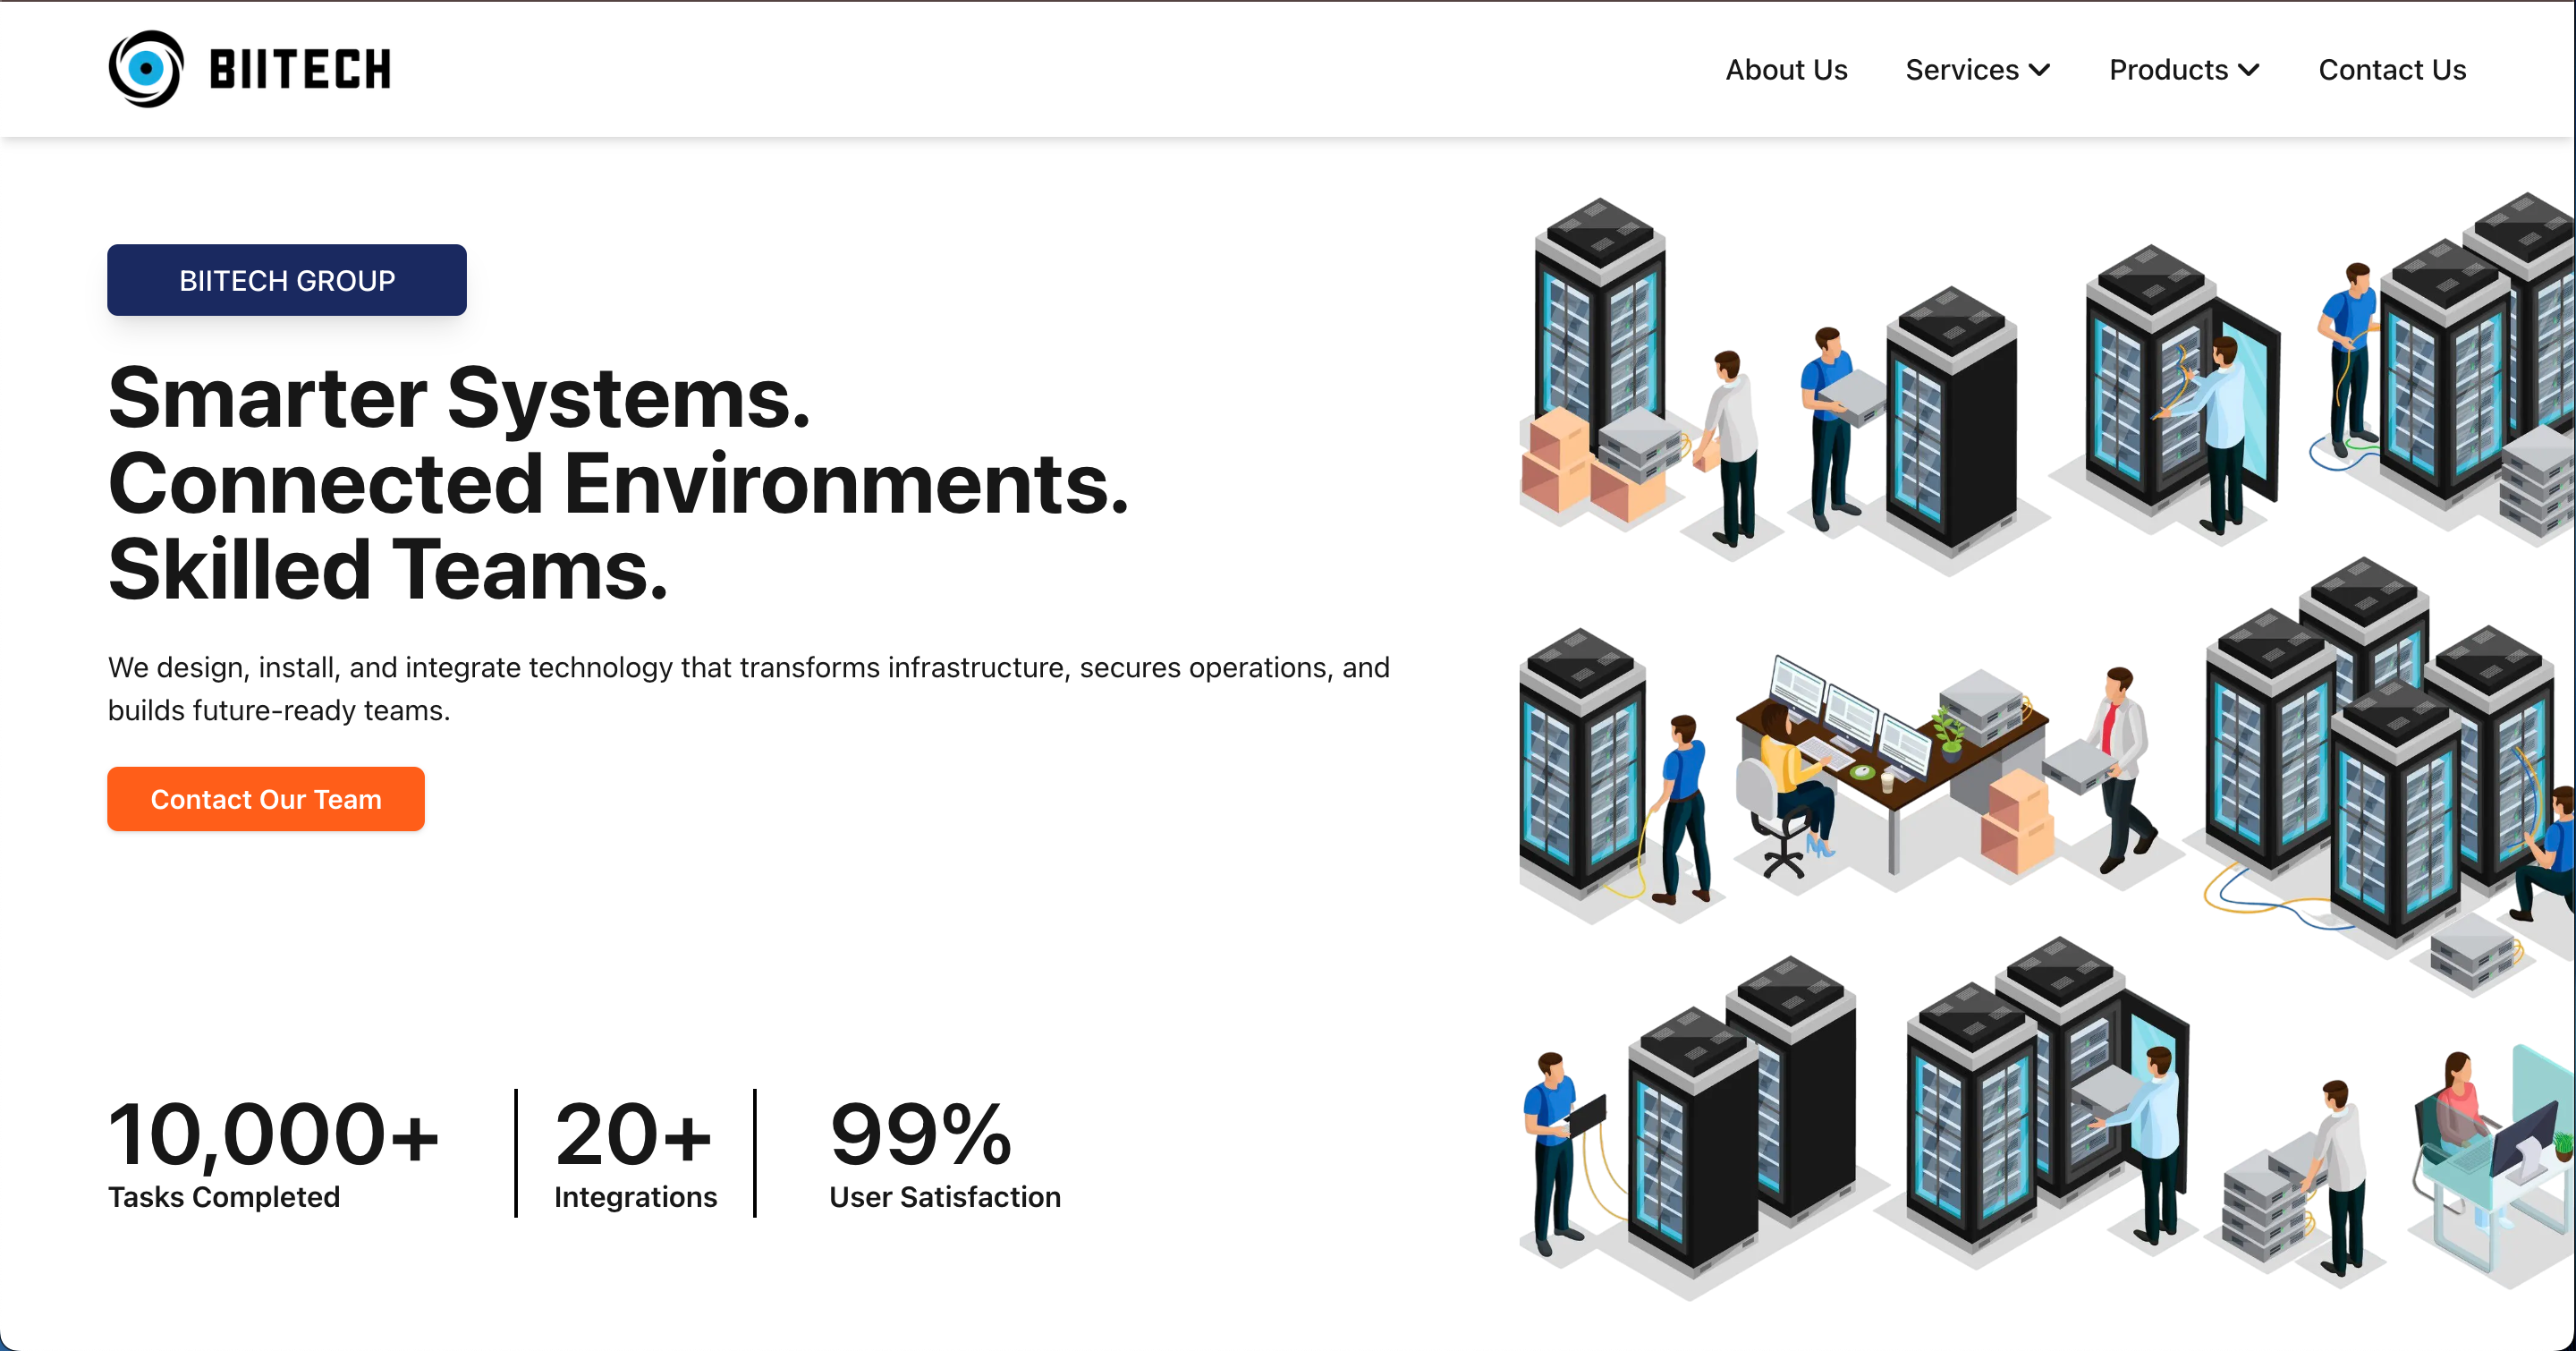 BIITECH
About Us
Services
Products
Contact Us
BIITECH GROUP
Smarter Systems.
Connected Environments.
Skilled Teams.
We design, install, and integrate technology that transforms infrastructure, secures operations, and
builds future-ready teams.
Contact Our Team
10,000+
Tasks Completed
20+
Integrations
99%
User Satisfaction